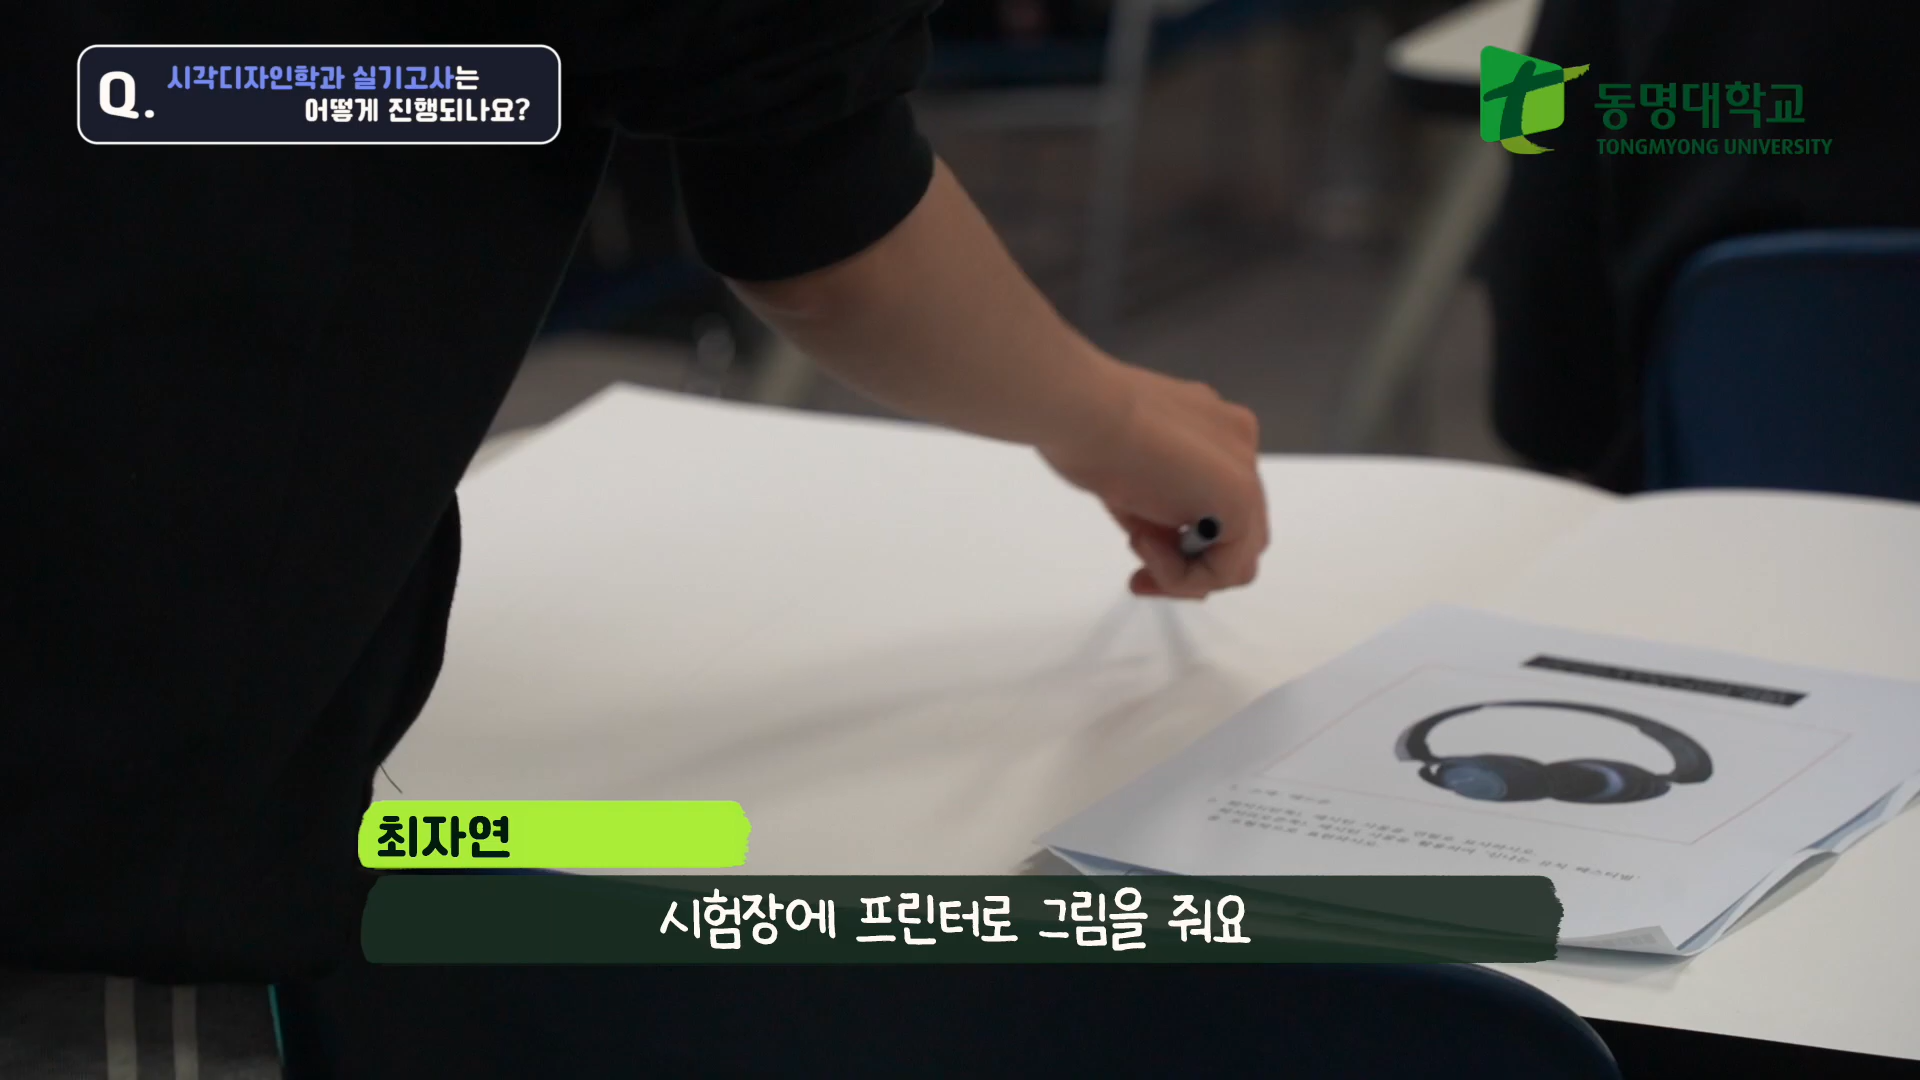 Q.
시각디자인학과 실기고사는
어떻게 진행되나요?
동명대학교
TONGMYONG UNIVERSITY
최자연
시험장에 프린터로 그림을 줘요